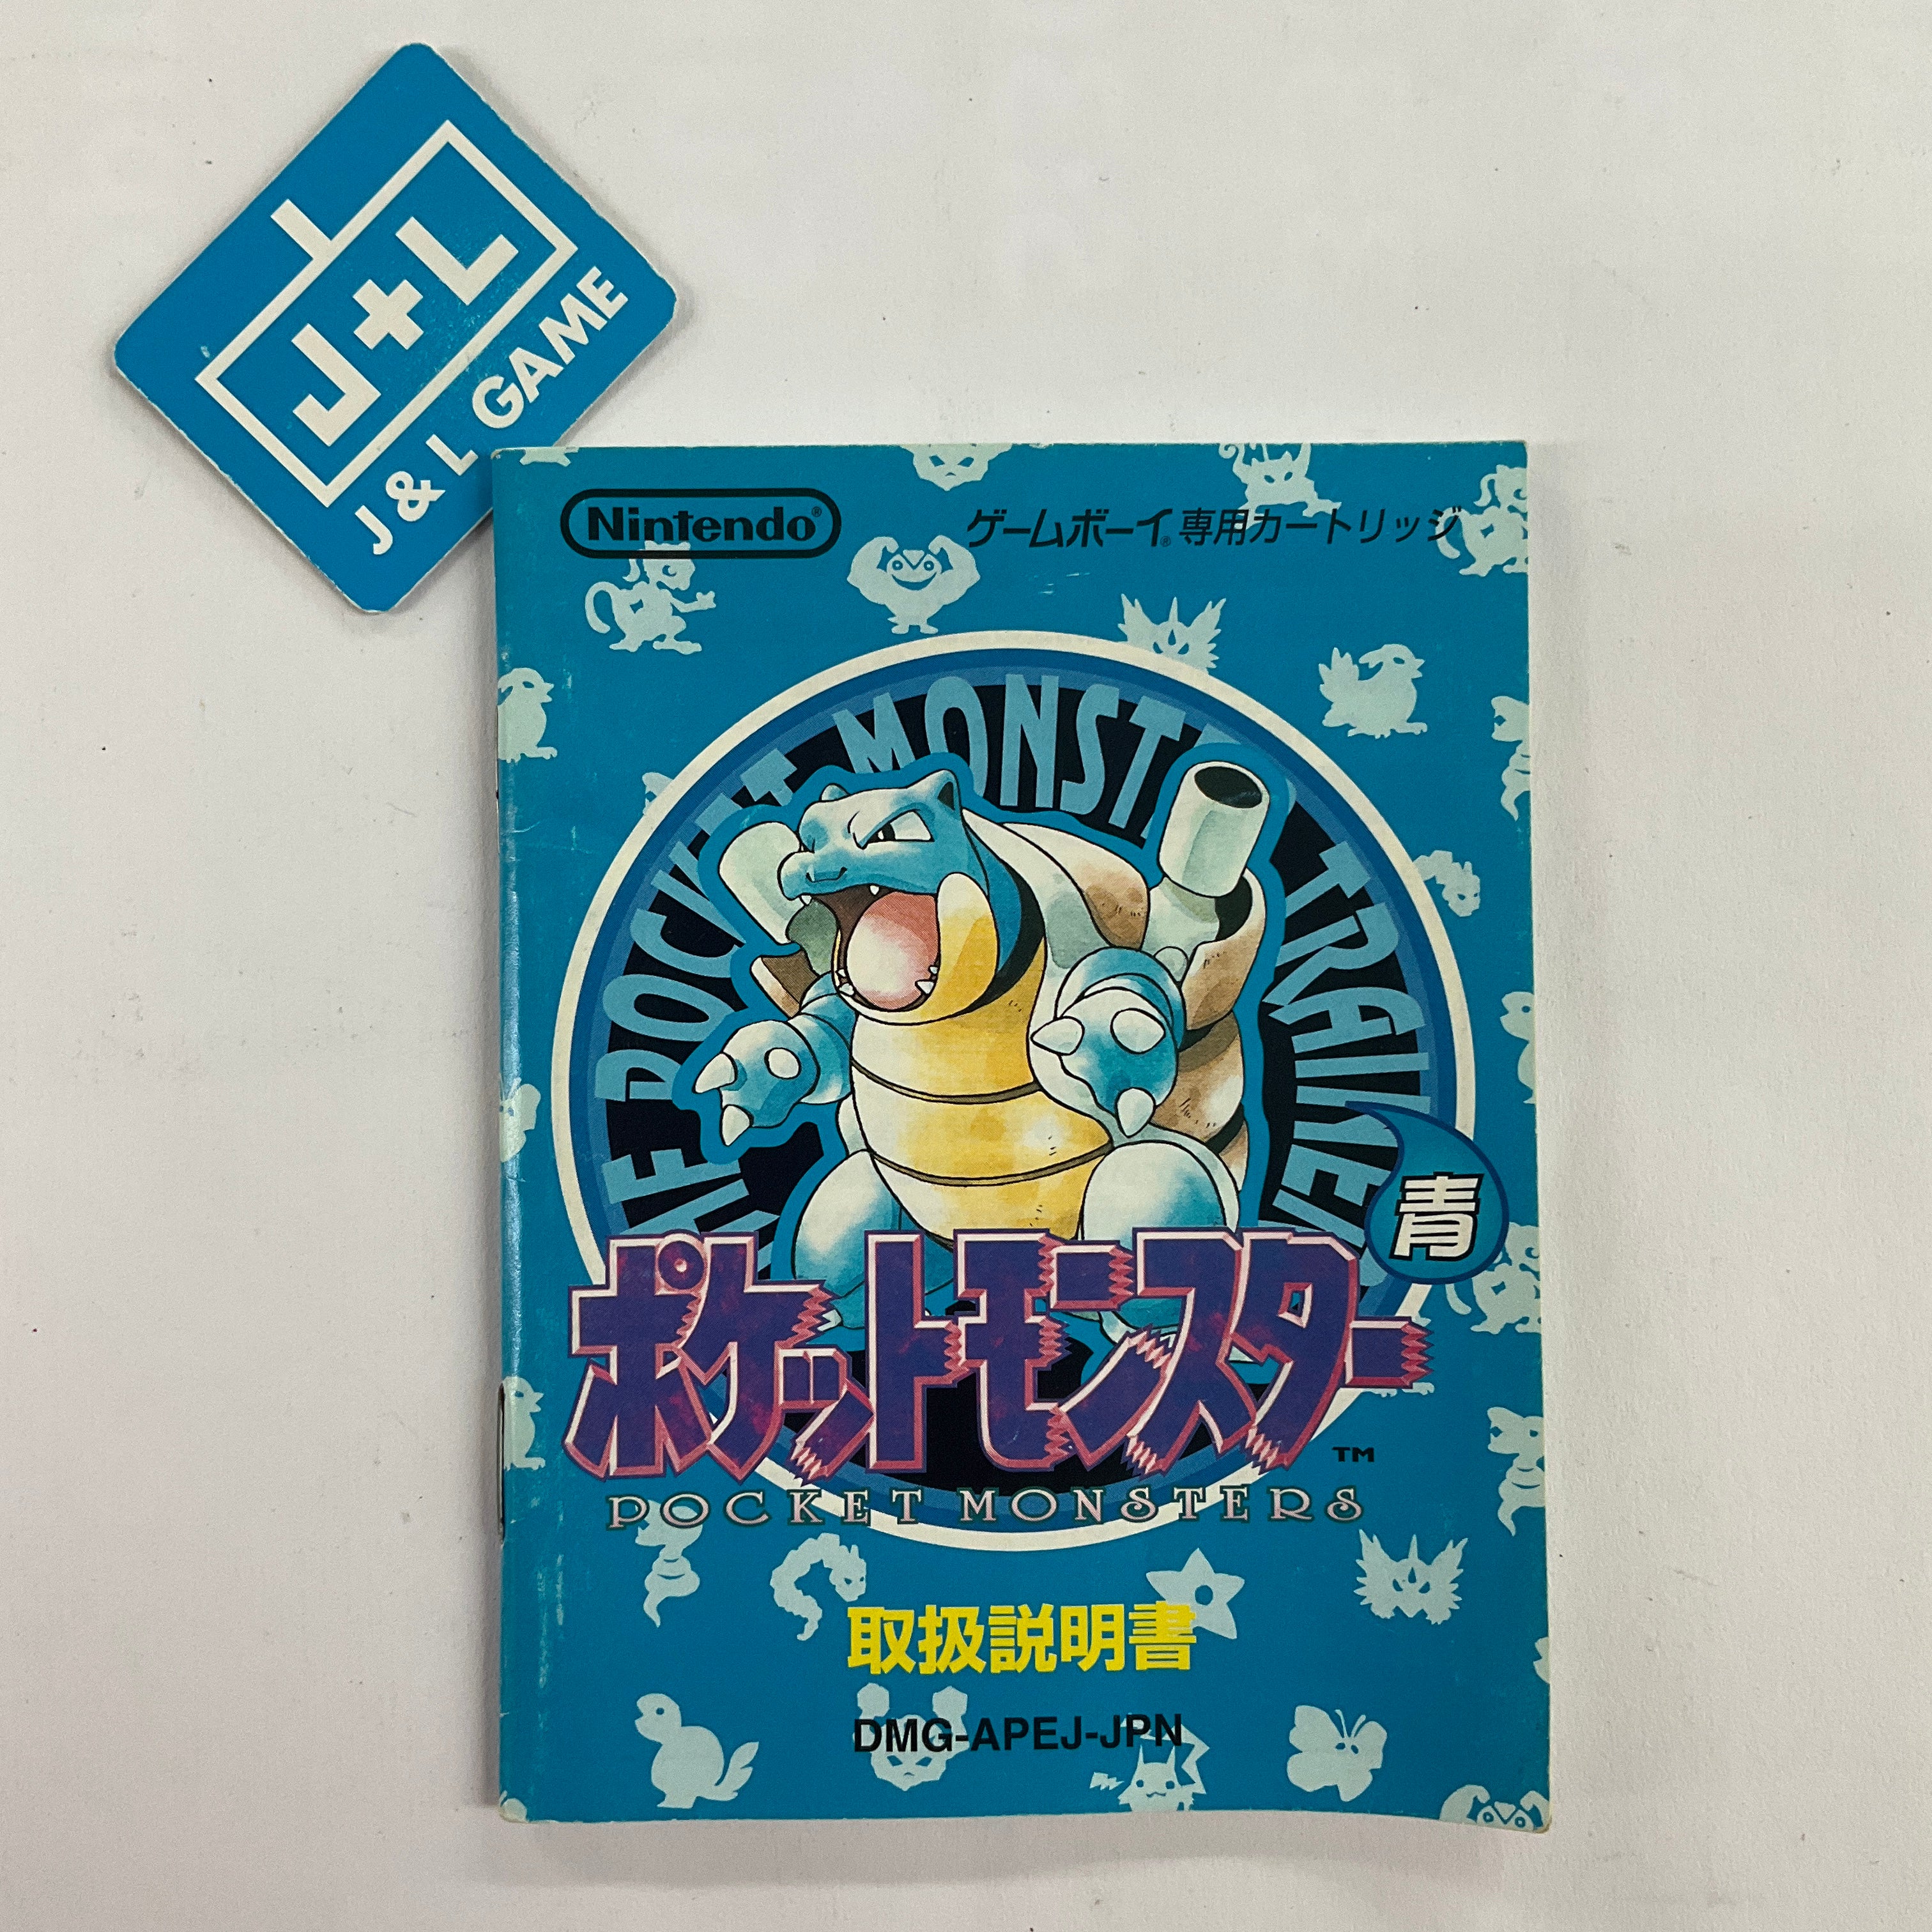 J+L
J & L GAME
Nintendo®
ゲームボーイ®専用カートリッジ
POCKET MONSTER TRAINER
青
ポケットモンスター
TM
POCKET MONSTERS
取扱説明書
DMG-APEJ-JPN